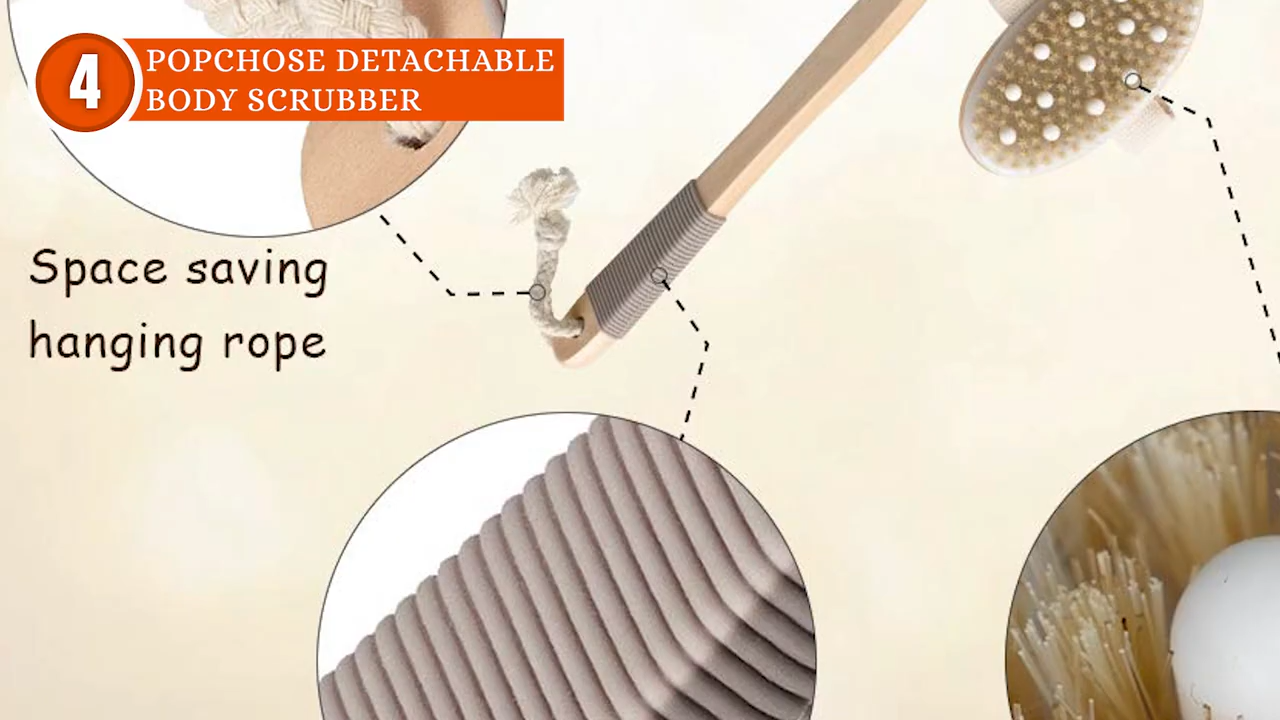 4
POPCHOSE DETACHABLE
BODY SCRUBBER
Space saving
hanging rope